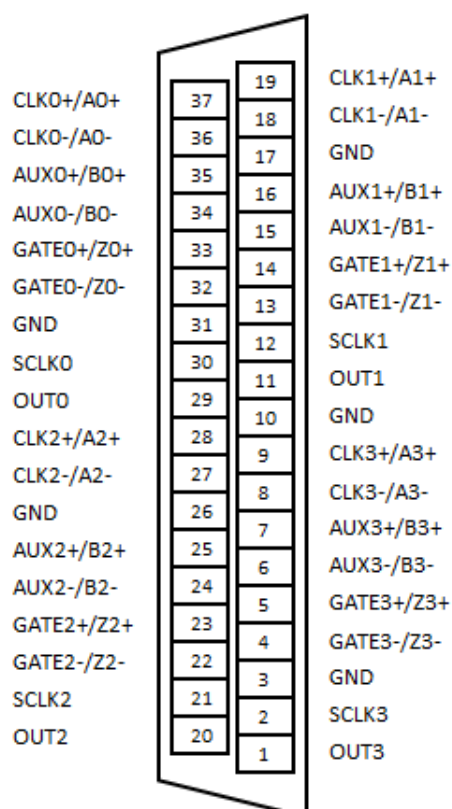 CLK0+/A0+ 37 19 CLK1+/A1+
CLK0-/A0- 36 18 CLK1-/A1-
AUX0+/B0+ 35 17 GND
AUX0-/B0- 34 16 AUX1+/B1+
GATE0+/Z0+ 33 15 AUX1-/B1-
GATE0-/Z0- 32 14 GATE1+/Z1+
GND 31 13 GATE1-/Z1-
SCLK0 30 12 SCLK1
OUT0 29 11 OUT1
CLK2+/A2+ 28 10 GND
CLK2-/A2- 27 9 CLK3+/A3+
GND 26 8 CLK3-/A3-
AUX2+/B2+ 25 7 AUX3+/B3+
AUX2-/B2- 24 6 AUX3-/B3-
GATE2+/Z2+ 23 5 GATE3+/Z3+
GATE2-/Z2- 22 4 GATE3-/Z3-
SCLK2 21 3 GND
OUT2 20 2 SCLK3
1 OUT3